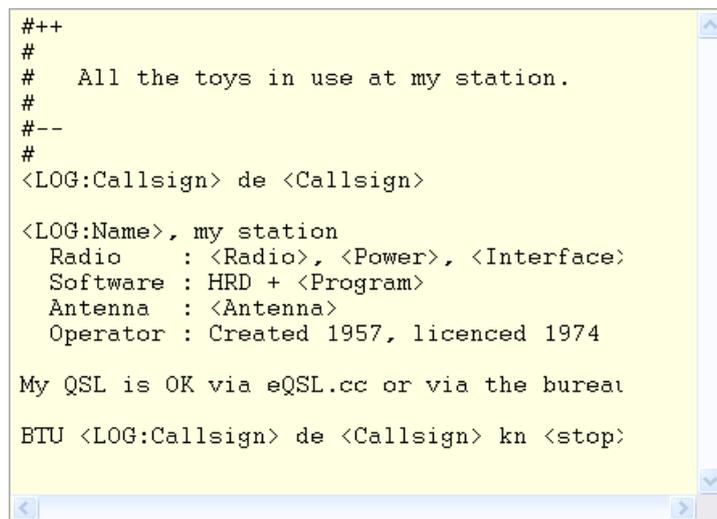 #++
#
#   All the toys in use at my station.
#
#--
#
<LOG:Callsign> de <Callsign>

<LOG:Name>, my station
  Radio    : <Radio>, <Power>, <Interface>
  Software : HRD + <Program>
  Antenna  : <Antenna>
  Operator : Created 1957, licenced 1974

My QSL is OK via eQSL.cc or via the

BTU <LOG:Callsign> de <Callsign> kn <stop>